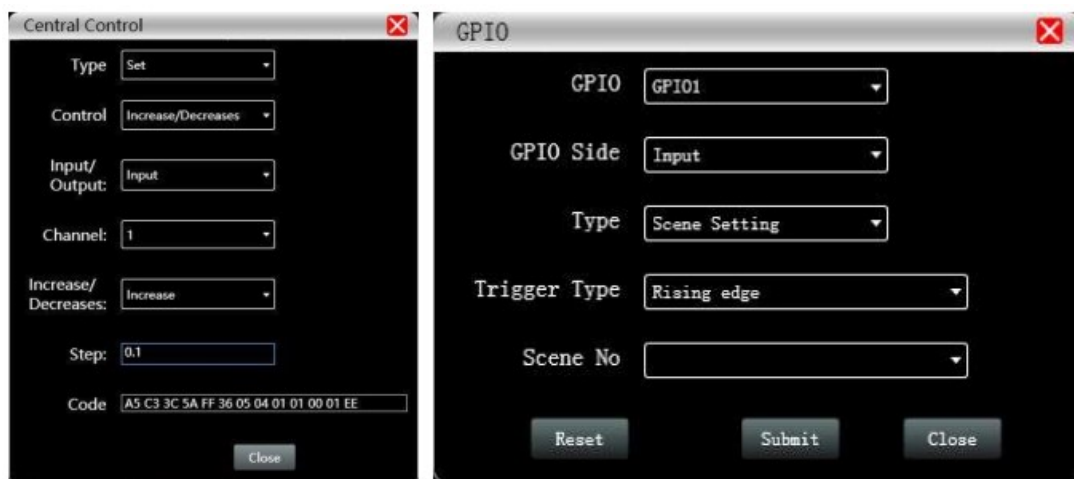 Central Control
Type
Set
Control
Increase/Decreases
Input/
Output:
Input
Channel:
1
Increase/
Decreases:
Increase
Step:
0.1
Code
A5 C3 3C 5A FF 36 05 04 01 01 00 01 EE
Close
GPIO
GPIO
GPIO1
GPIO Side
Input
Type
Scene Setting
Trigger Type
Rising edge
Scene No
Reset
Submit
Close